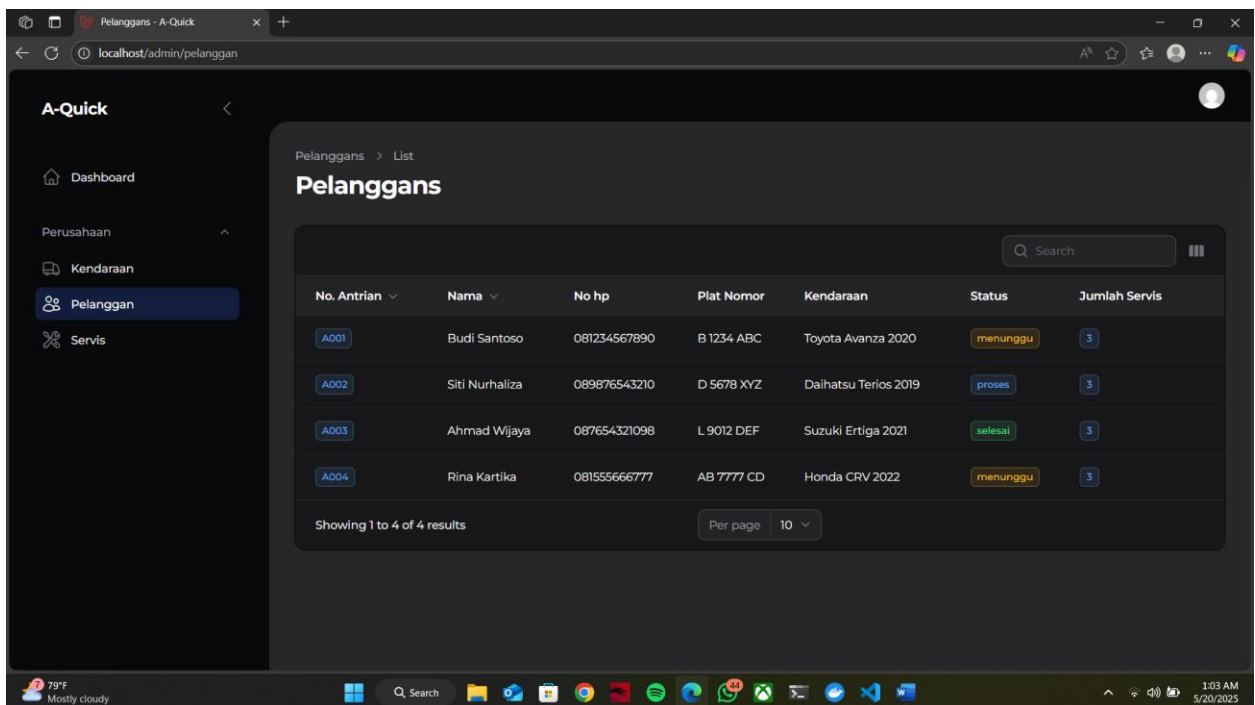 Pelanggans - A-Quick
localhost/admin/pelanggan
A-Quick
Dashboard
Perusahaan
Kendaraan
Pelanggan
Servis
Pelanggans > List
Pelanggans
Search
No. Antrian Nama No hp Plat Nomor Kendaraan Status Jumlah Servis
A001 Budi Santoso 081234567890 B 1234 ABC Toyota Avanza 2020 menunggu 3
A002 Siti Nurhaliza 089876543210 D 5678 XYZ Daihatsu Terios 2019 proses 3
A003 Ahmad Wijaya 087654321098 L 9012 DEF Suzuki Ertiga 2021 selesai 3
A004 Rina Kartika 081555666777 AB 7777 CD Honda CRV 2022 menunggu 3
Showing 1 to 4 of 4 results Per page 10
7 79°F
Mostly cloudy
Search
44
1:03 AM
5/20/2025